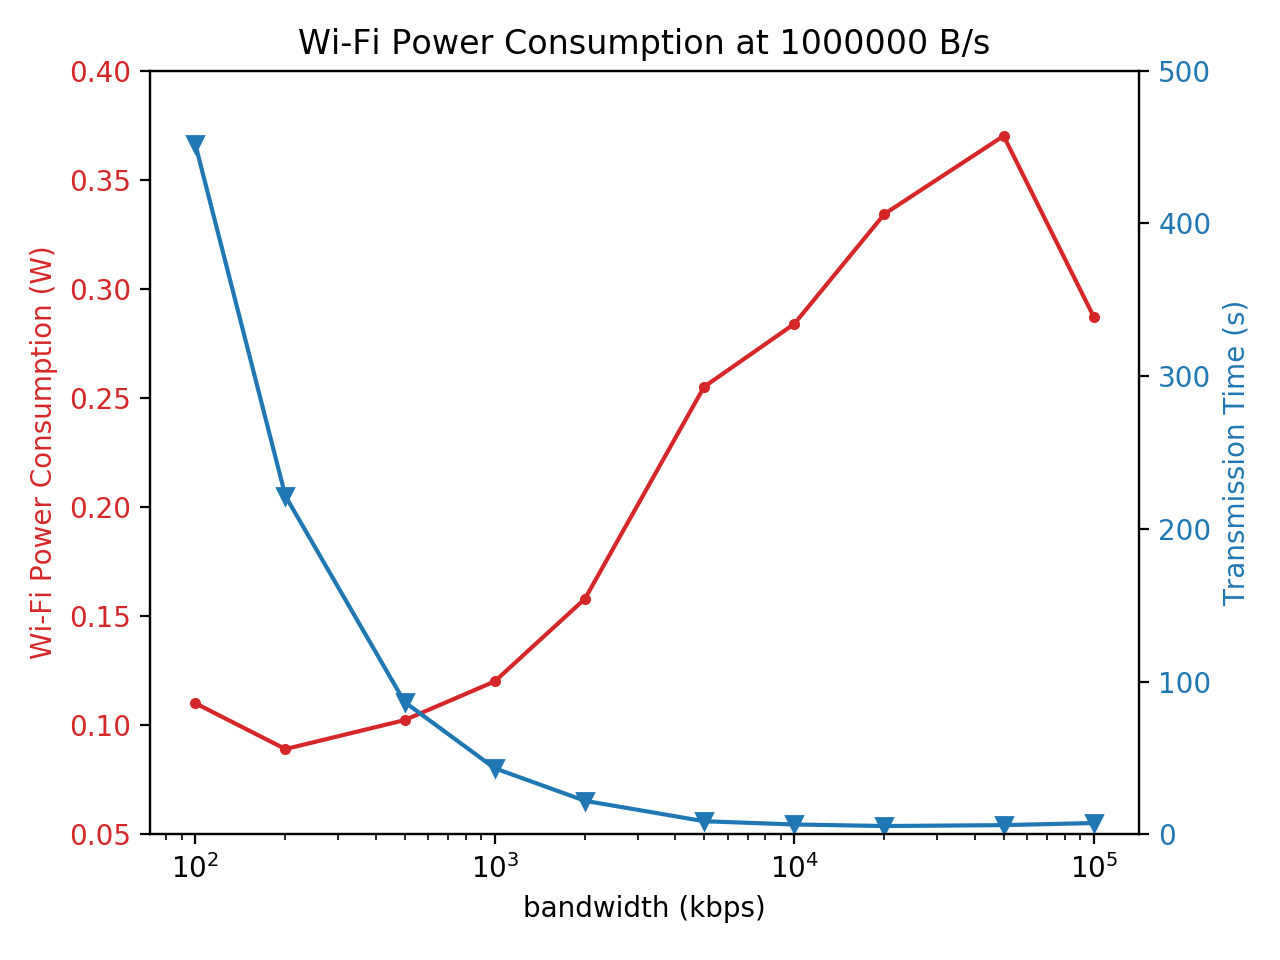 Wi-Fi Power Consumption at 1000000 B/s
0.40
0.35
0.30
0.25
0.20
0.15
0.10
0.05
Wi-Fi Power Consumption (W)
500
400
300
200
100
0
Transmission Time (s)
10² 10³ 10⁴ 10⁵
bandwidth (kbps)